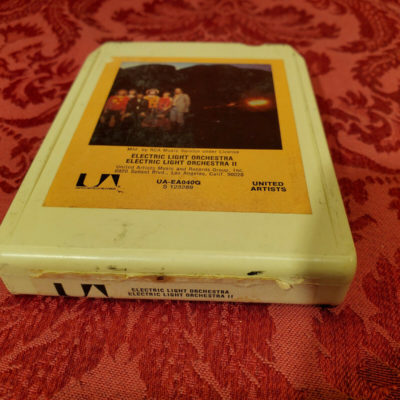 Mfd. by RCA Music Service under License
ELECTRIC LIGHT ORCHESTRA
ELECTRIC LIGHT ORCHESTRA II
United Artists Music and Records Group, Inc.
6920 Sunset Blvd., Los Angeles, Calif. 90028
UA-EA040G
S 123289
UNITED
ARTISTS
UA
ELECTRIC LIGHT ORCHESTRA
ELECTRIC LIGHT ORCHESTRA II